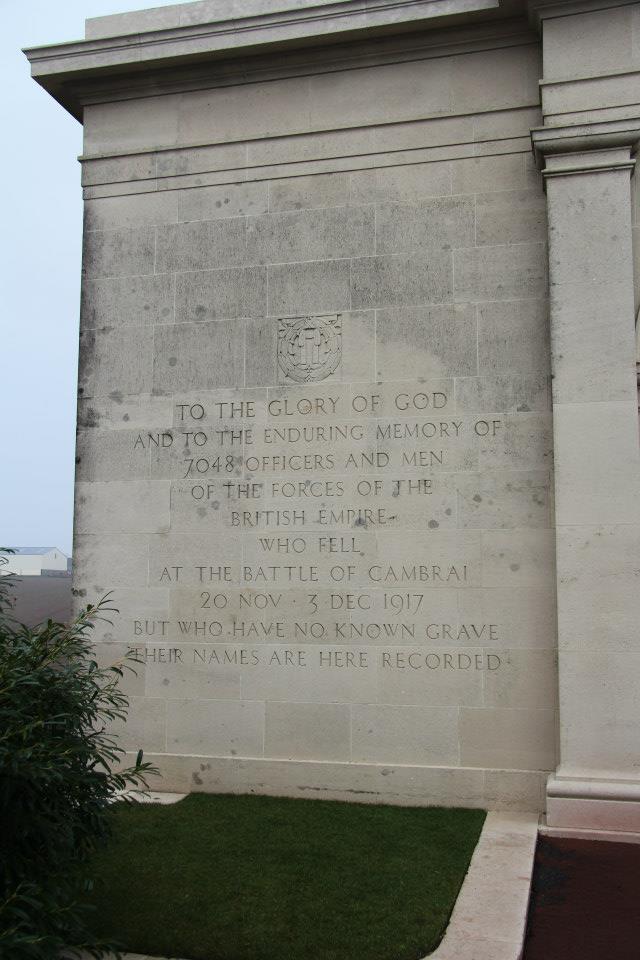 TO THE GLORY OF GOD
AND TO THE ENDURING MEMORY OF
7048 OFFICERS AND MEN
OF THE FORCES OF THE
BRITISH EMPIRE
WHO FELL
AT THE BATTLE OF CAMBRAI
20 NOV · 3 DEC 1917
BUT WHO HAVE NO KNOWN GRAVE
THEIR NAMES ARE HERE RECORDED